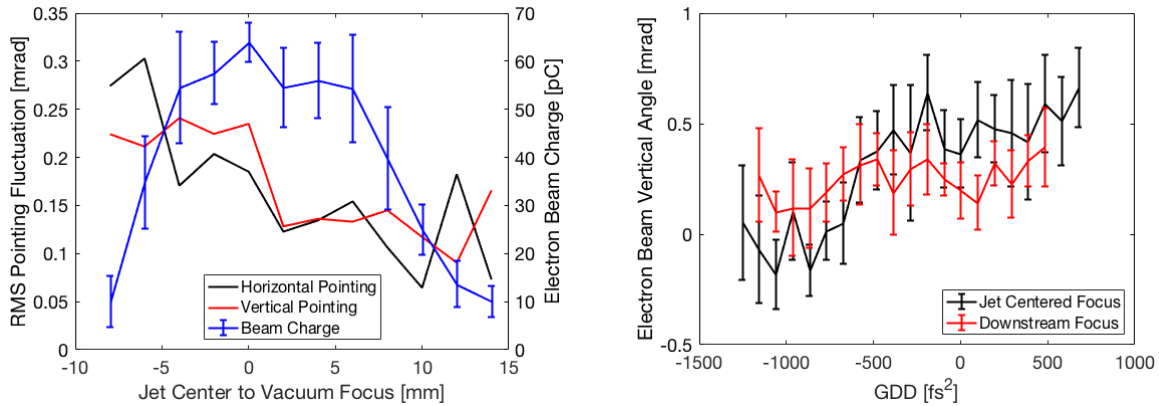 RMS Pointing Fluctuation [mrad]
0.35
0.3
0.25
0.2
0.15
0.1
0.05
0
70
60
50
40
30
20
10
0
Electron Beam Charge [pC]
Horizontal Pointing
Vertical Pointing
Beam Charge
-10 -5 0 5 10 15
Jet Center to Vacuum Focus [mm]
Electron Beam Vertical Angle [mrad]
1
0.5
0
-0.5
Jet Centered Focus
Downstream Focus
-1500 -1000 -500 0 500 1000
GDD [fs²]